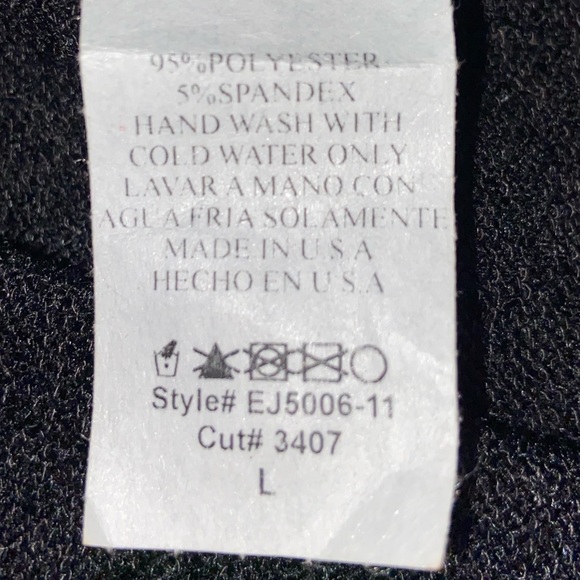 95%POLYESTER
5%SPANDEX
HAND WASH WITH
COLD WATER ONLY
LAVAR A MANO CON
AGUA FRIA SOLAMENTE
MADE IN U.S.A
HECHO EN U S.A
Style# EJ5006-11
Cut# 3407
L